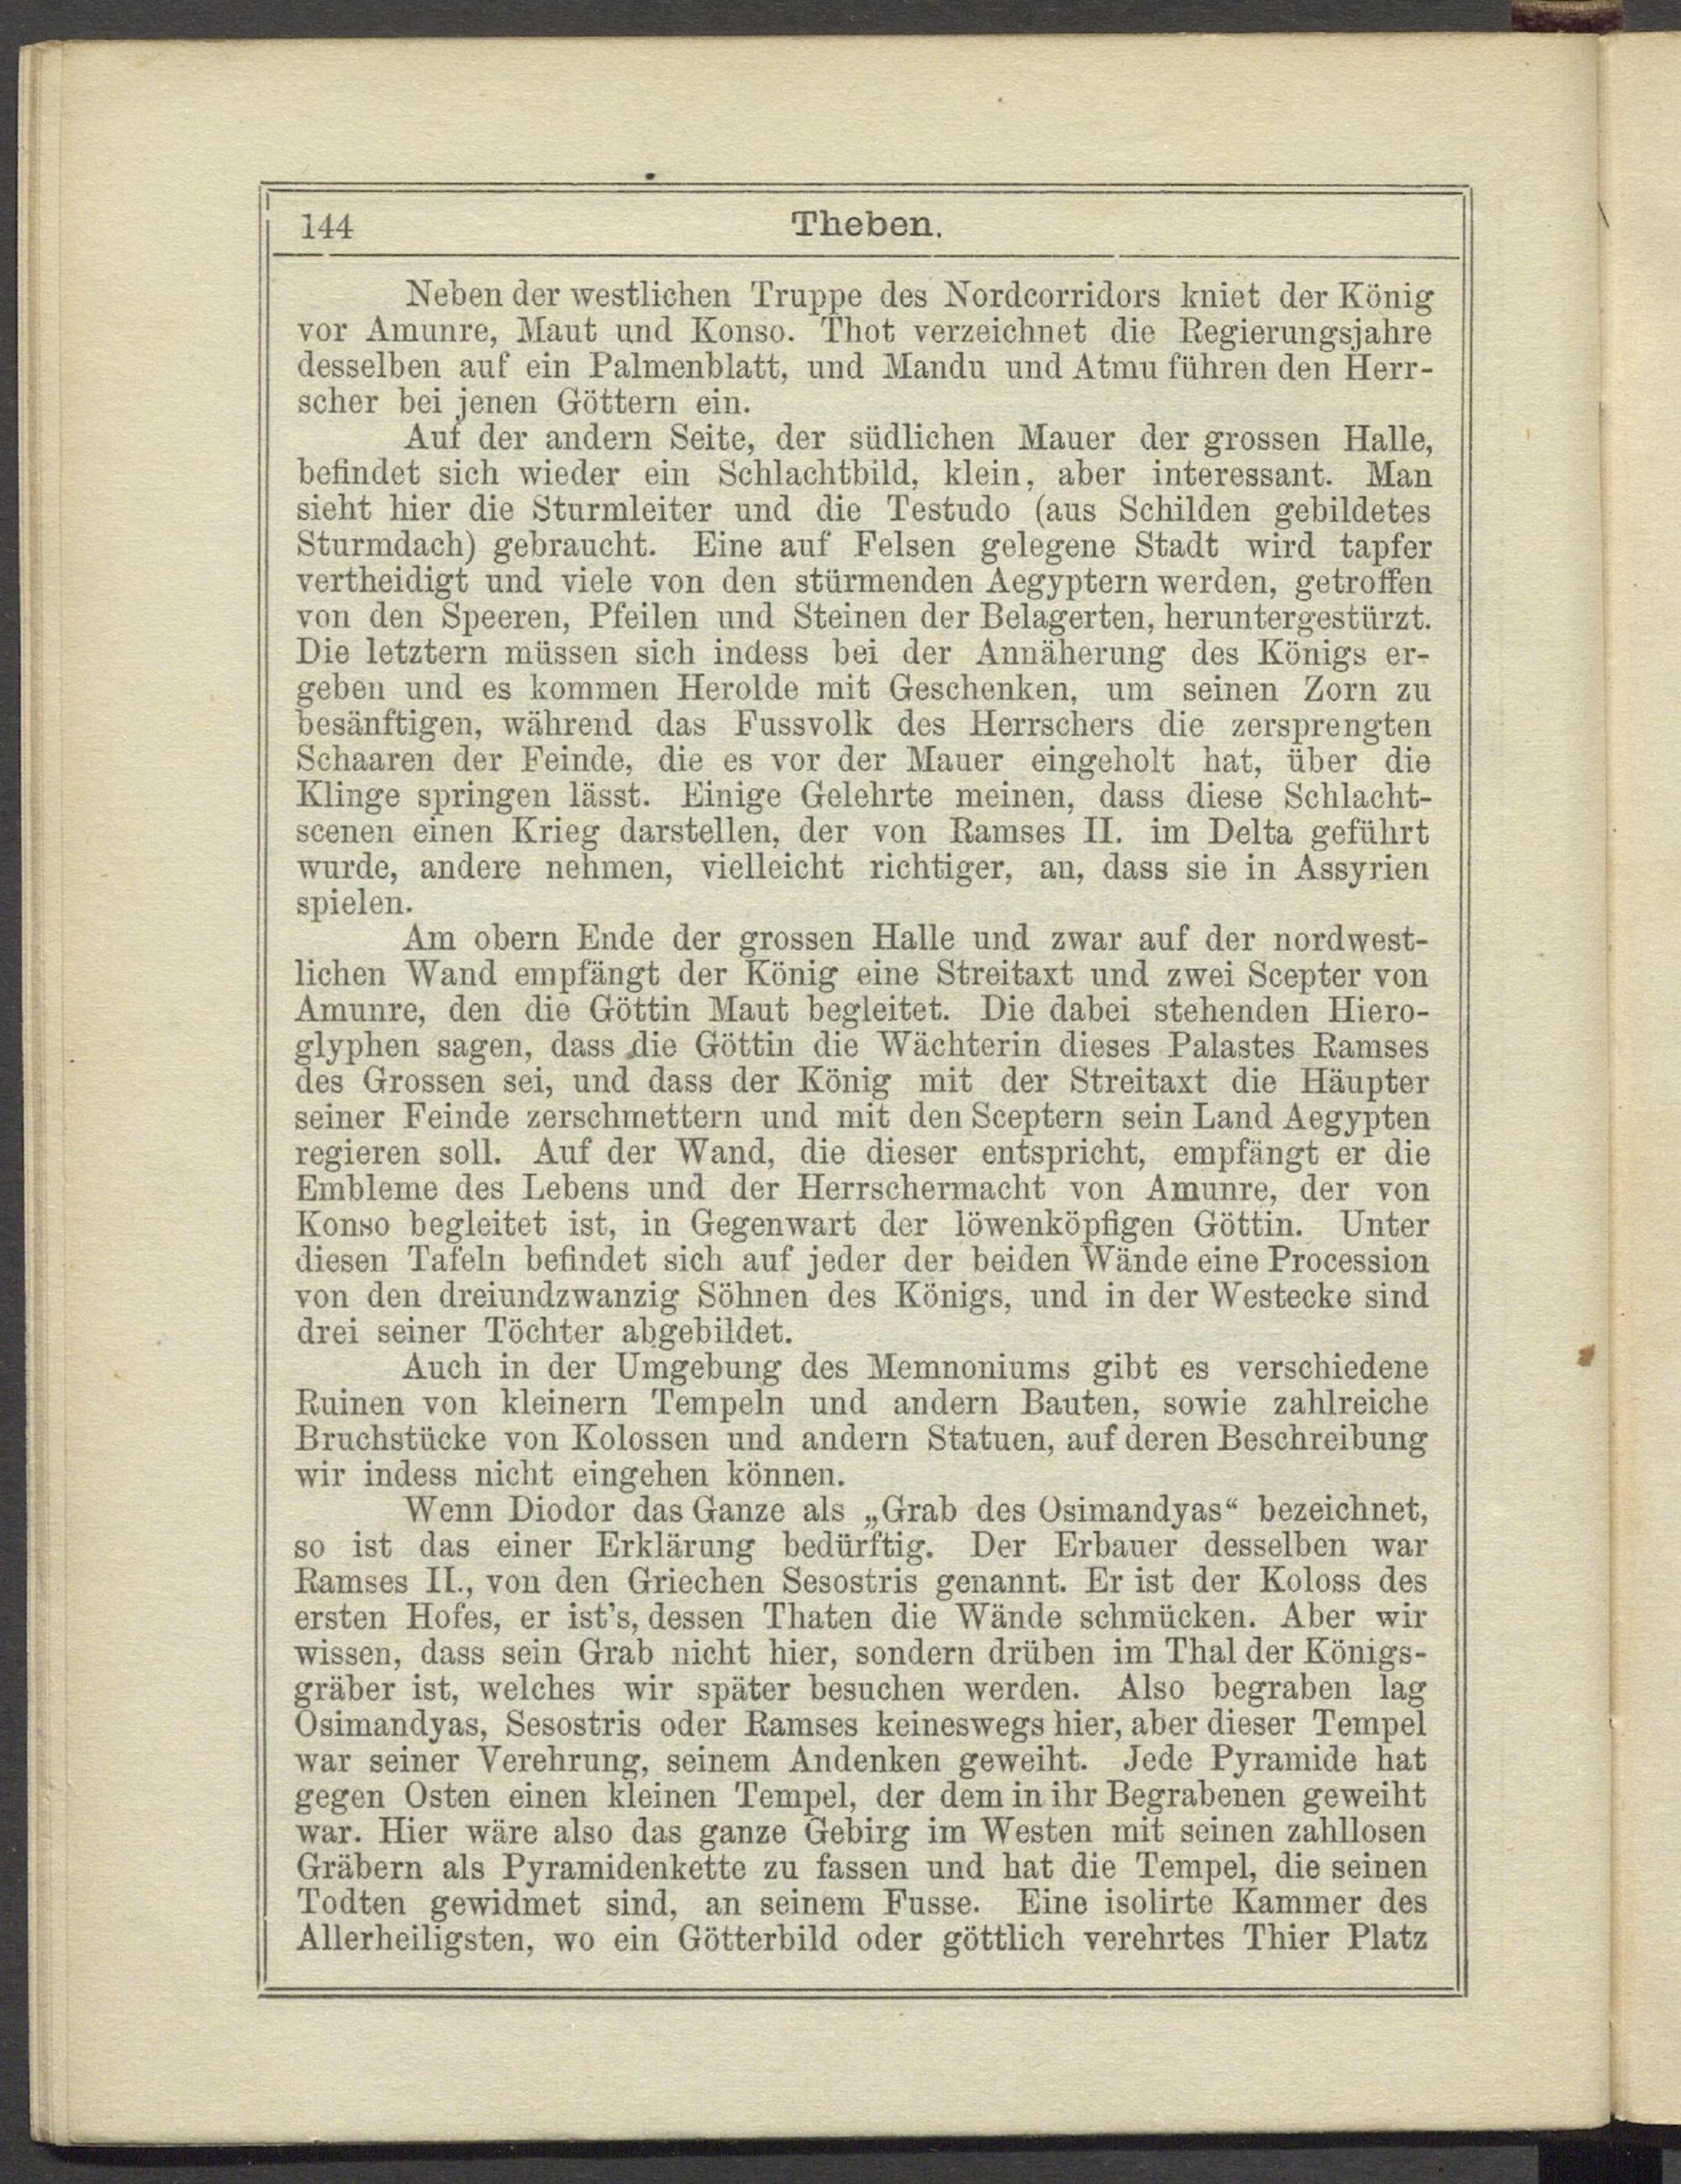 144 Theben.
Neben der westlichen Truppe des Nordcorridors kniet der König
vor Amunre, Maut und Konso. Thot verzeichnet die Regierungsjahre
desselben auf ein Palmenblatt, und Mandu und Atmu führen den Herr-
scher bei jenen Göttern ein.
Auf der andern Seite, der südlichen Mauer der grossen Halle,
befindet sich wieder ein Schlachtbild, klein, aber interessant. Man
sieht hier die Sturmleiter und die Testudo (aus Schilden gebildetes
Sturmdach) gebraucht. Eine auf Felsen gelegene Stadt wird tapfer
vertheidigt und viele von den stürmenden Aegyptern werden, getroffen
von den Speeren, Pfeilen und Steinen der Belagerten, heruntergestürzt.
Die letztern müssen sich indess bei der Annäherung des Königs er-
geben und es kommen Herolde mit Geschenken, um seinen Zorn zu
besänftigen, während das Fussvolk des Herrschers die zersprengten
Schaaren der Feinde, die es vor der Mauer eingeholt hat, über die
Klinge springen lässt. Einige Gelehrte meinen, dass diese Schlacht-
scenen einen Krieg darstellen, der von Ramses II. im Delta geführt
wurde, andere nehmen, vielleicht richtiger, an, dass sie in Assyrien
spielen.
Am obern Ende der grossen Halle und zwar auf der nordwest-
lichen Wand empfängt der König eine Streitaxt und zwei Scepter von
Amunre, den die Göttin Maut begleitet. Die dabei stehenden Hiero-
glyphen sagen, dass die Göttin die Wächterin dieses Palastes Ramses
des Grossen sei, und dass der König mit der Streitaxt die Häupter
seiner Feinde zerschmettern und mit den Sceptern sein Land Aegypten
regieren soll. Auf der Wand, die dieser entspricht, empfängt er die
Embleme des Lebens und der Herrschermacht von Amunre, der von
Konso begleitet ist, in Gegenwart der löwenköpfigen Göttin. Unter
diesen Tafeln befindet sich auf jeder der beiden Wände eine Procession
von den dreiundzwanzig Söhnen des Königs, und in der Westecke sind
drei seiner Töchter abgebildet.
Auch in der Umgebung des Memnoniums gibt es verschiedene
Ruinen von kleinern Tempeln und andern Bauten, sowie zahlreiche
Bruchstücke von Kolossen und andern Statuen, auf deren Beschreibung
wir indess nicht eingehen können.
Wenn Diodor das Ganze als „Grab des Osimandyas“ bezeichnet,
so ist das einer Erklärung bedürftig. Der Erbauer desselben war
Ramses II., von den Griechen Sesostris genannt. Er ist der Koloss des
ersten Hofes, er ist's, dessen Thaten die Wände schmücken. Aber wir
wissen, dass sein Grab nicht hier, sondern drüben im Thal der Königs-
gräber ist, welches wir später besuchen werden. Also begraben lag
Osimandyas, Sesostris oder Ramses keineswegs hier, aber dieser Tempel
war seiner Verehrung, seinem Andenken geweiht. Jede Pyramide hat
gegen Osten einen kleinen Tempel, der dem in ihr Begrabenen geweiht
war. Hier wäre also das ganze Gebirg im Westen mit seinen zahllosen
Gräbern als Pyramidenkette zu fassen und hat die Tempel, die seinen
Todten gewidmet sind, an seinem Fusse. Eine isolirte Kammer des
Allerheiligsten, wo ein Götterbild oder göttlich verehrtes Thier Platz